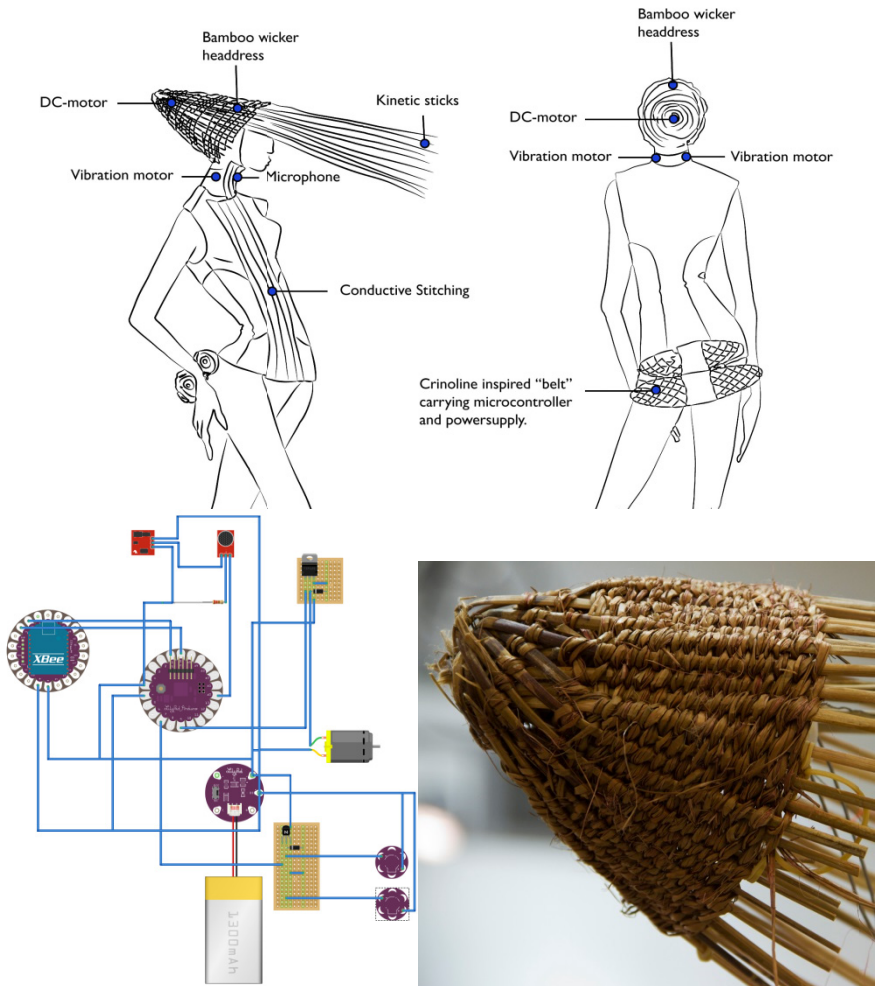 Bamboo wicker
headdress
DC-motor
Kinetic sticks
Vibration motor
Microphone
Conductive Stitching
Bamboo wicker
headdress
DC-motor
Vibration motor
Vibration motor
Crinoline inspired “belt”
carrying microcontroller
and powersupply.
XBee
1300mAh